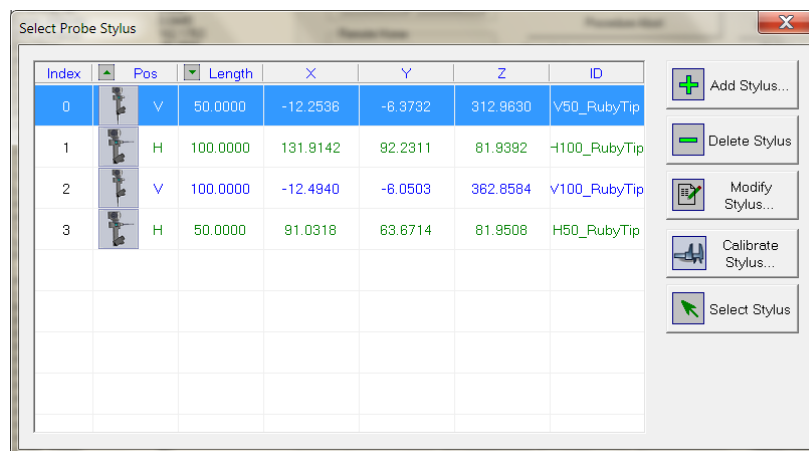 Select Probe Stylus
Index Pos Length X Y Z ID
0 V 50.0000 -12.2536 -6.3732 312.9630 V50_RubyTip
1 H 100.0000 131.9142 92.2311 81.9392 H100_RubyTip
2 V 100.0000 -12.4940 -6.0503 362.8584 V100_RubyTip
3 H 50.0000 91.0318 63.6714 81.9508 H50_RubyTip
Add Stylus...
Delete Stylus
Modify
Stylus...
Calibrate
Stylus...
Select Stylus